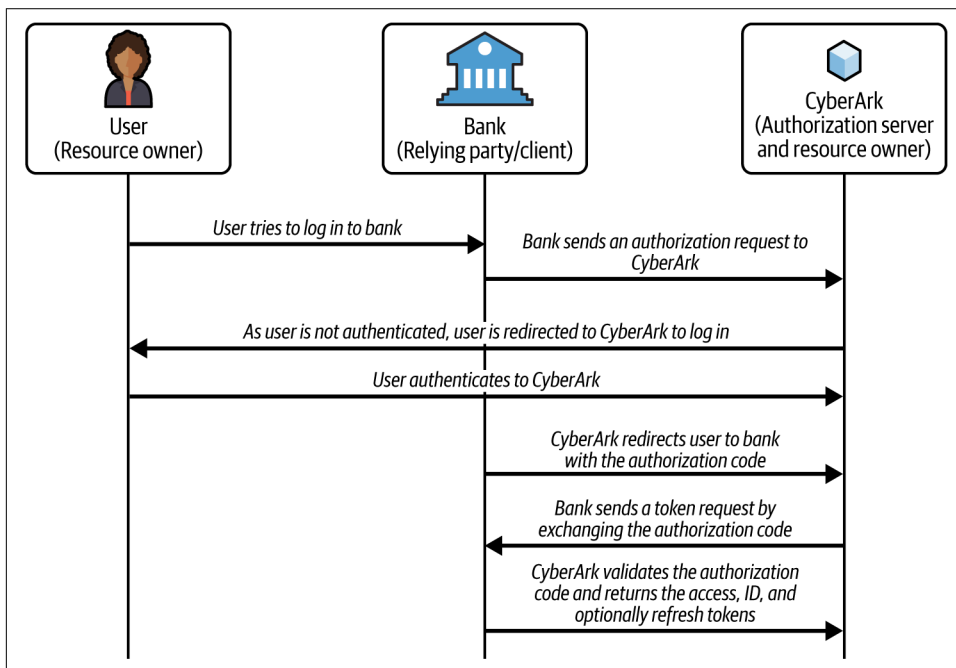 User
(Resource owner)
Bank
(Relying party/client)
CyberArk
(Authorization server
and resource owner)
User tries to log in to bank
Bank sends an authorization request to
CyberArk
As user is not authenticated, user is redirected to CyberArk to log in
User authenticates to CyberArk
CyberArk redirects user to bank
with the authorization code
Bank sends a token request by
exchanging the authorization code
CyberArk validates the authorization
code and returns the access, ID, and
optionally refresh tokens